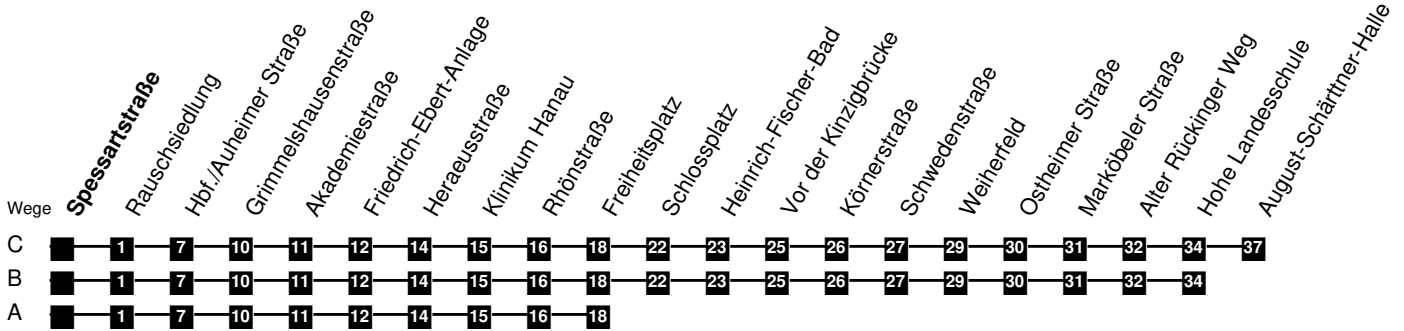 Spessartstraße
Rauschsiedlung
Hbf./Auheimer Straße
Grimmelshausenstraße
Akademiestraße
Friedrich-Ebert-Anlage
Heraeusstraße
Klinikum Hanau
Rhönstraße
Freiheitsplatz
Schlossplatz
Heinrich-Fischer-Bad
Vor der Kinzigbrücke
Körnerstraße
Schwedenstraße
Weiherfeld
Ostheimer Straße
Marköbeler Straße
Alter Rückinger Weg
Hohe Landesschule
August-Schärttner-Halle
Wege
C 1 7 10 11 12 14 15 16 18 22 23 25 26 27 29 30 31 32 34 37
B 1 7 10 11 12 14 15 16 18 22 23 25 26 27 29 30 31 32 34
A 1 7 10 11 12 14 15 16 18